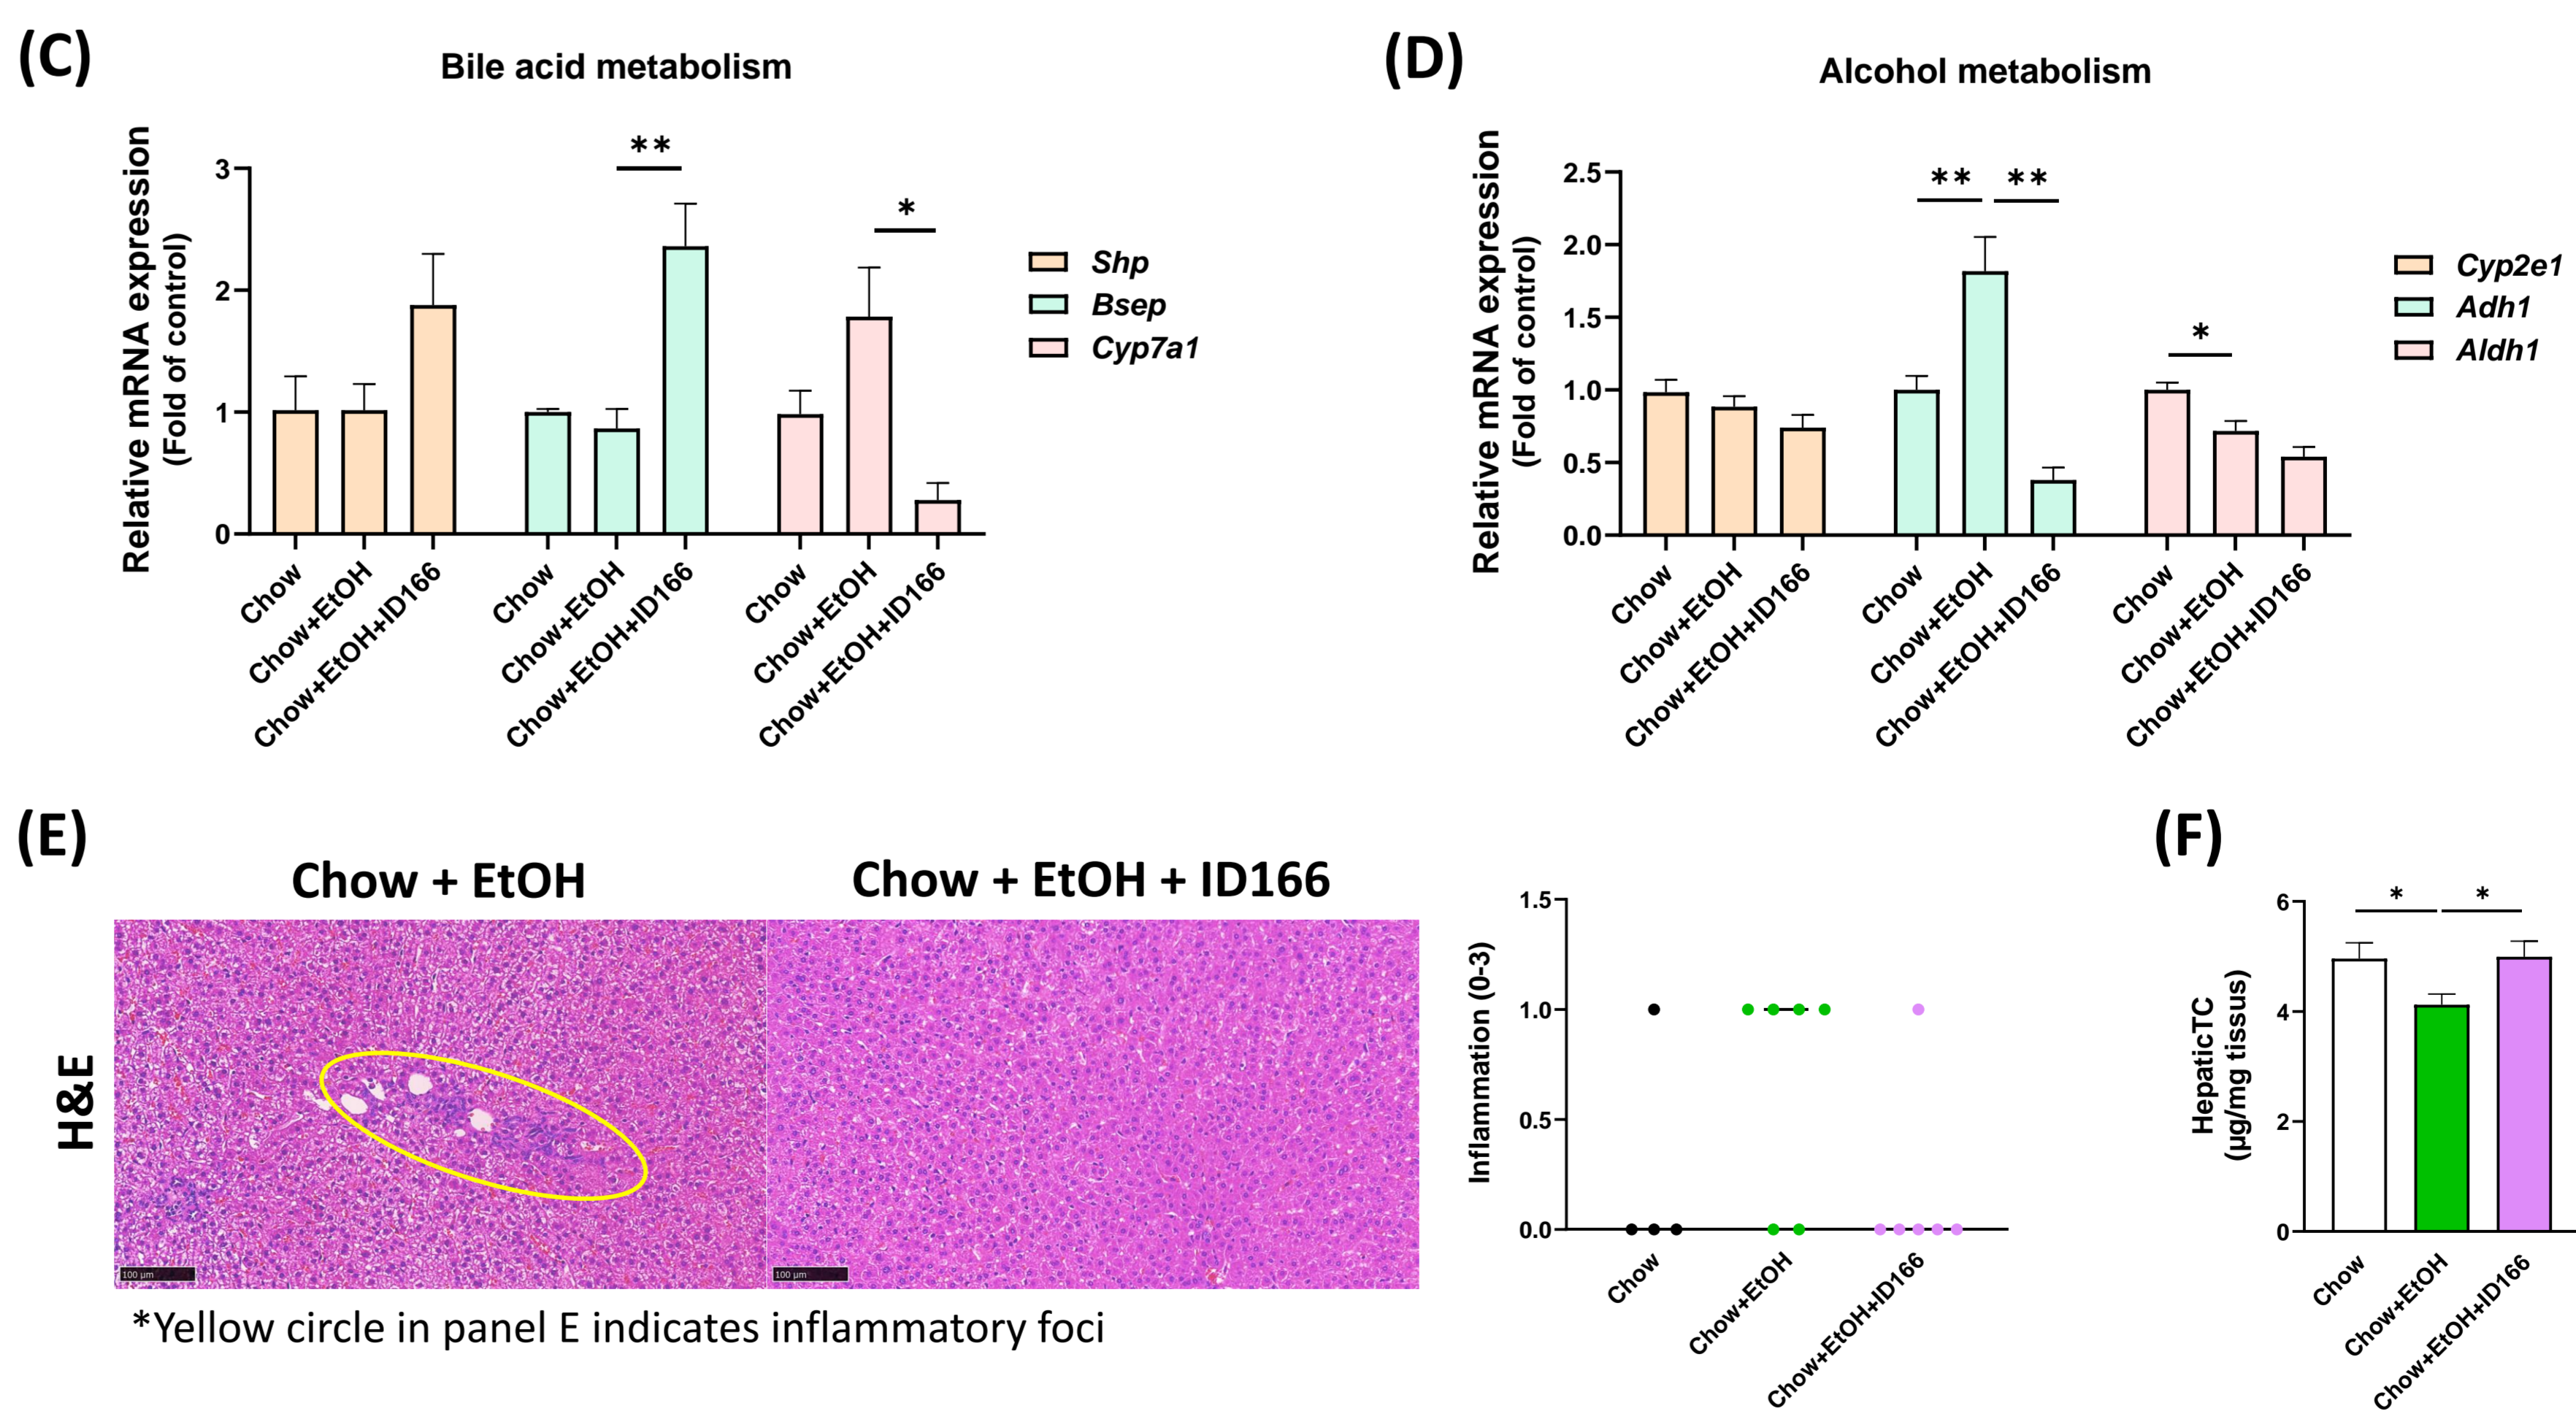 (C)
Bile acid metabolism
Relative mRNA expression
(Fold of control)
3
2
1
0
**
*
Chow
Chow+EtOH
Chow+EtOH+ID166
Chow
Chow+EtOH
Chow+EtOH+ID166
Chow
Chow+EtOH
Chow+EtOH+ID166
Shp
Bsep
Cyp7a1
(D)
Alcohol metabolism
Relative mRNA expression
(Fold of control)
2.5
2.0
1.5
1.0
0.5
0.0
** **
*
Chow
Chow+EtOH
Chow+EtOH+ID166
Chow
Chow+EtOH
Chow+EtOH+ID166
Chow
Chow+EtOH
Chow+EtOH+ID166
Cyp2e1
Adh1
Aldh1
(E)
Chow + EtOH
Chow + EtOH + ID166
H&E
100 µm
100 µm
*Yellow circle in panel E indicates inflammatory foci
Inflammation (0-3)
1.5
1.0
0.5
0.0
Chow
Chow+EtOH
Chow+EtOH+ID166
(F)
HepaticTC
(µg/mg tissus)
6
4
2
0
* *
Chow
Chow+EtOH
Chow+EtOH+ID166